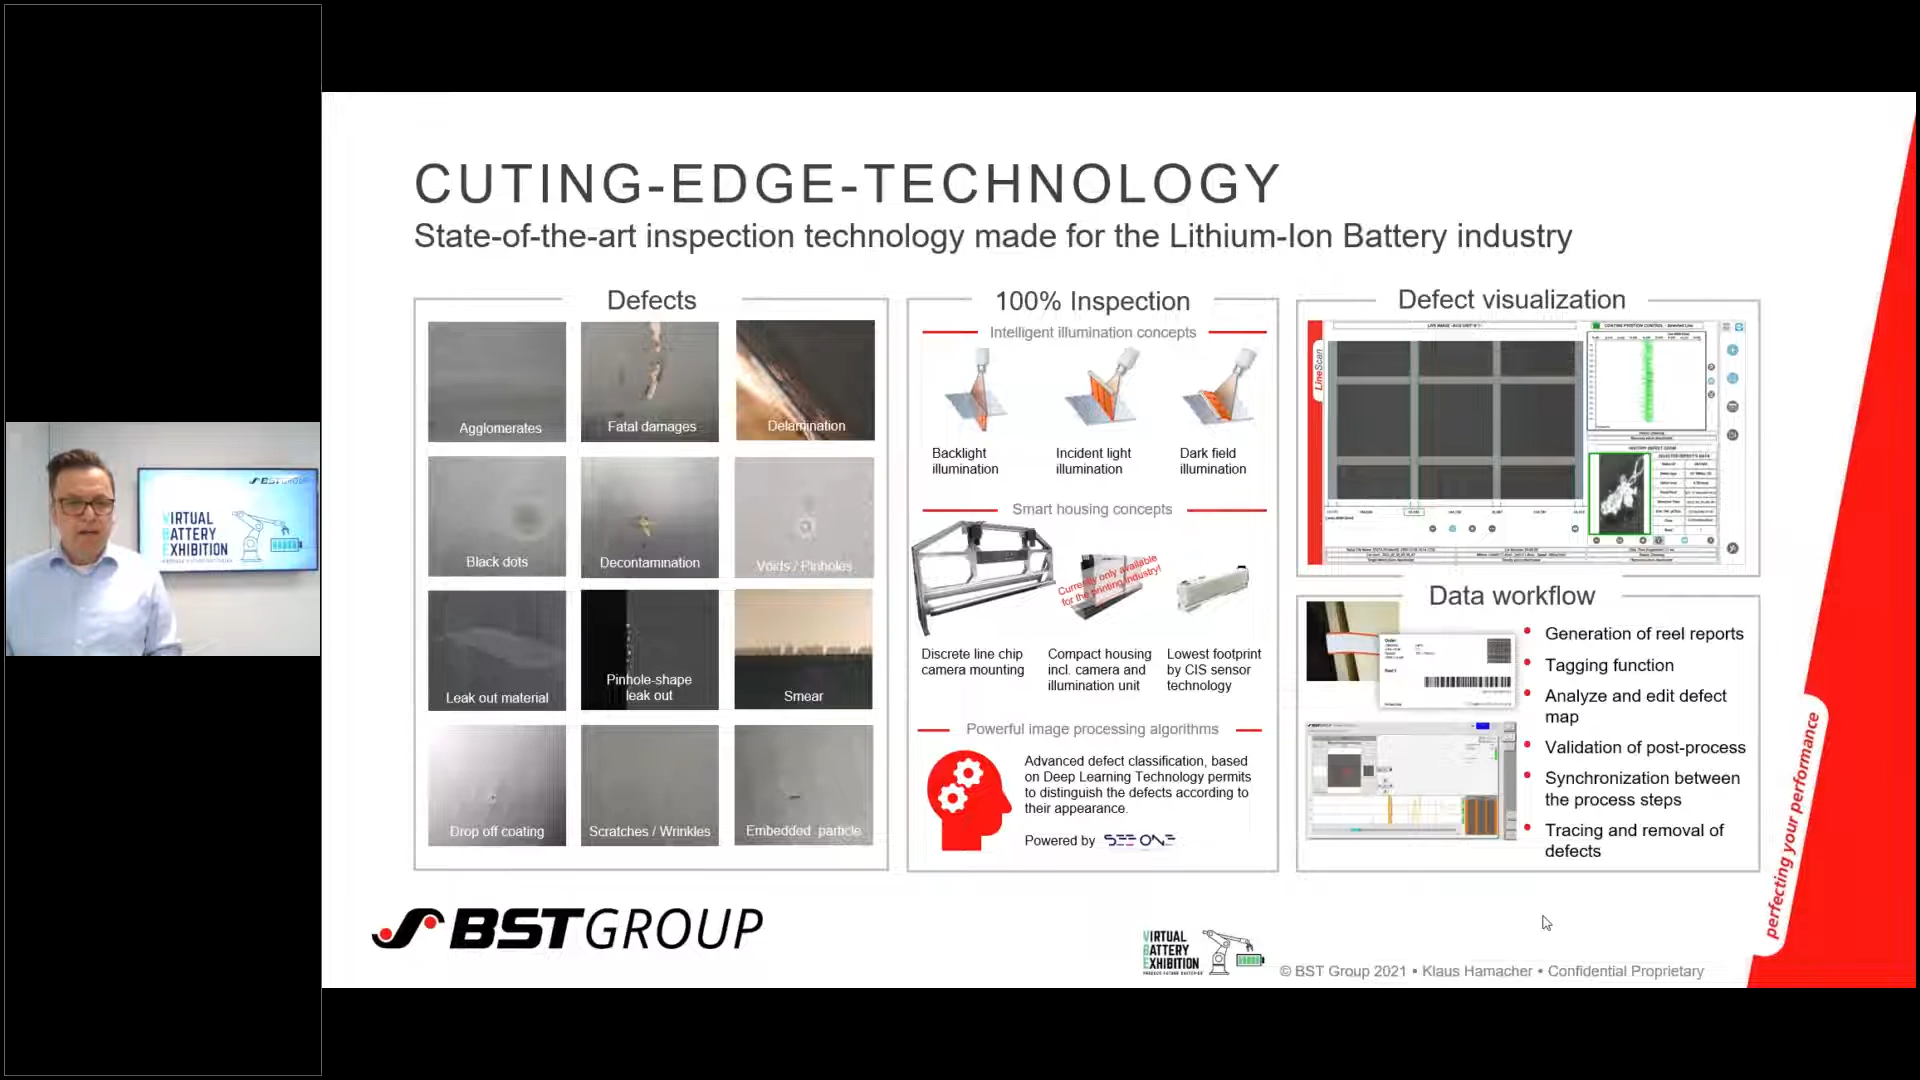 CUTING-EDGE-TECHNOLOGY
State-of-the-art inspection technology made for the Lithium-Ion Battery industry
Defects
Agglomerates
Fatal damages
Delamination
Black dots
Decontamination
Voids / Pinholes
Leak out material
Pinhole-shape
leak out
Smear
Drop off coating
Scratches / Wrinkles
Embedded particle
100% Inspection
Intelligent illumination concepts
Backlight
illumination
Incident light
illumination
Dark field
illumination
Smart housing concepts
Currently only available
for the printing industry!
Discrete line chip
camera mounting
Compact housing
incl. camera and
illumination unit
Lowest footprint
by CIS sensor
technology
Powerful image processing algorithms
Advanced defect classification, based
on Deep Learning Technology permits
to distinguish the defects according to
their appearance.
Powered by SEE ONE
Defect visualization
LineScan
Data workflow
Generation of reel reports
Tagging function
Analyze and edit defect
map
Validation of post-process
Synchronization between
the process steps
Tracing and removal of
defects
perfecting your performance
BSTGROUP
VIRTUAL
BATTERY
EXHIBITION
© BST Group 2021 • Klaus Hamacher • Confidential Proprietary
BST GROUP
VIRTUAL
BATTERY
EXHIBITION